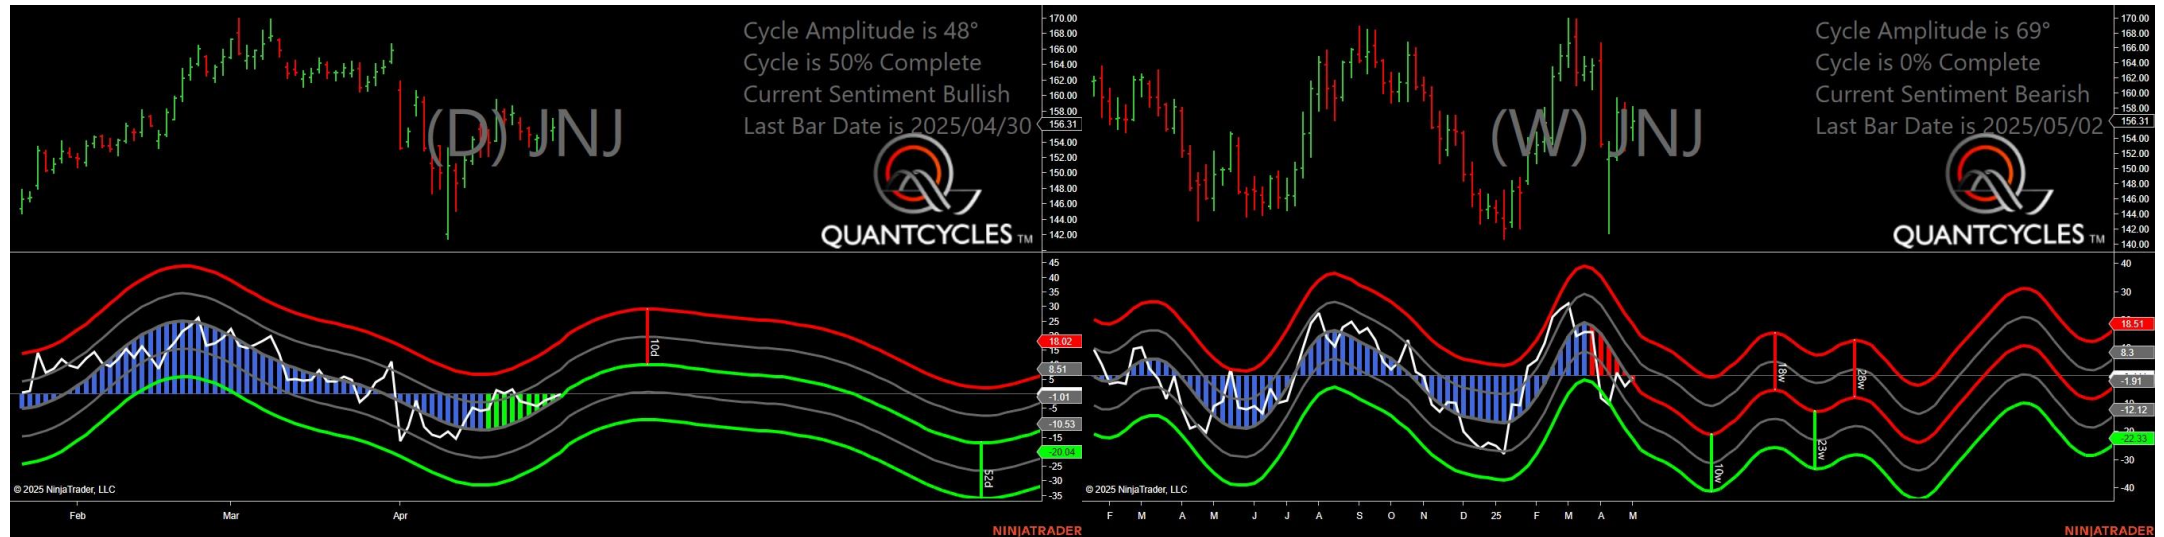 Cycle Amplitude is 48°
Cycle is 50% Complete
Current Sentiment Bullish
Last Bar Date is 2025/04/30
(D) JNJ
QUANTCYCLES TM
170.00
168.00
166.00
164.00
162.00
160.00
158.00
156.31
154.00
152.00
150.00
148.00
146.00
144.00
142.00
45
40
35
30
25
18.02
15
8.51
5
-1.01
-5
-10.53
-15
-20.04
-25
-30
-35
10d
52d
© 2025 NinjaTrader, LLC
Feb Mar Apr
NINJATRADER
Cycle Amplitude is 69°
Cycle is 0% Complete
Current Sentiment Bearish
Last Bar Date is 2025/05/02
(W) JNJ
QUANTCYCLES TM
170.00
168.00
166.00
164.00
162.00
160.00
158.00
156.31
154.00
152.00
150.00
148.00
146.00
144.00
142.00
140.00
40
30
18.51
8.3
-1.91
-12.12
-22.33
-30
-40
10w
18w
23w
28w
© 2025 NinjaTrader, LLC
F M A M J J A S O N D 25 F M A M
NINJATRADER